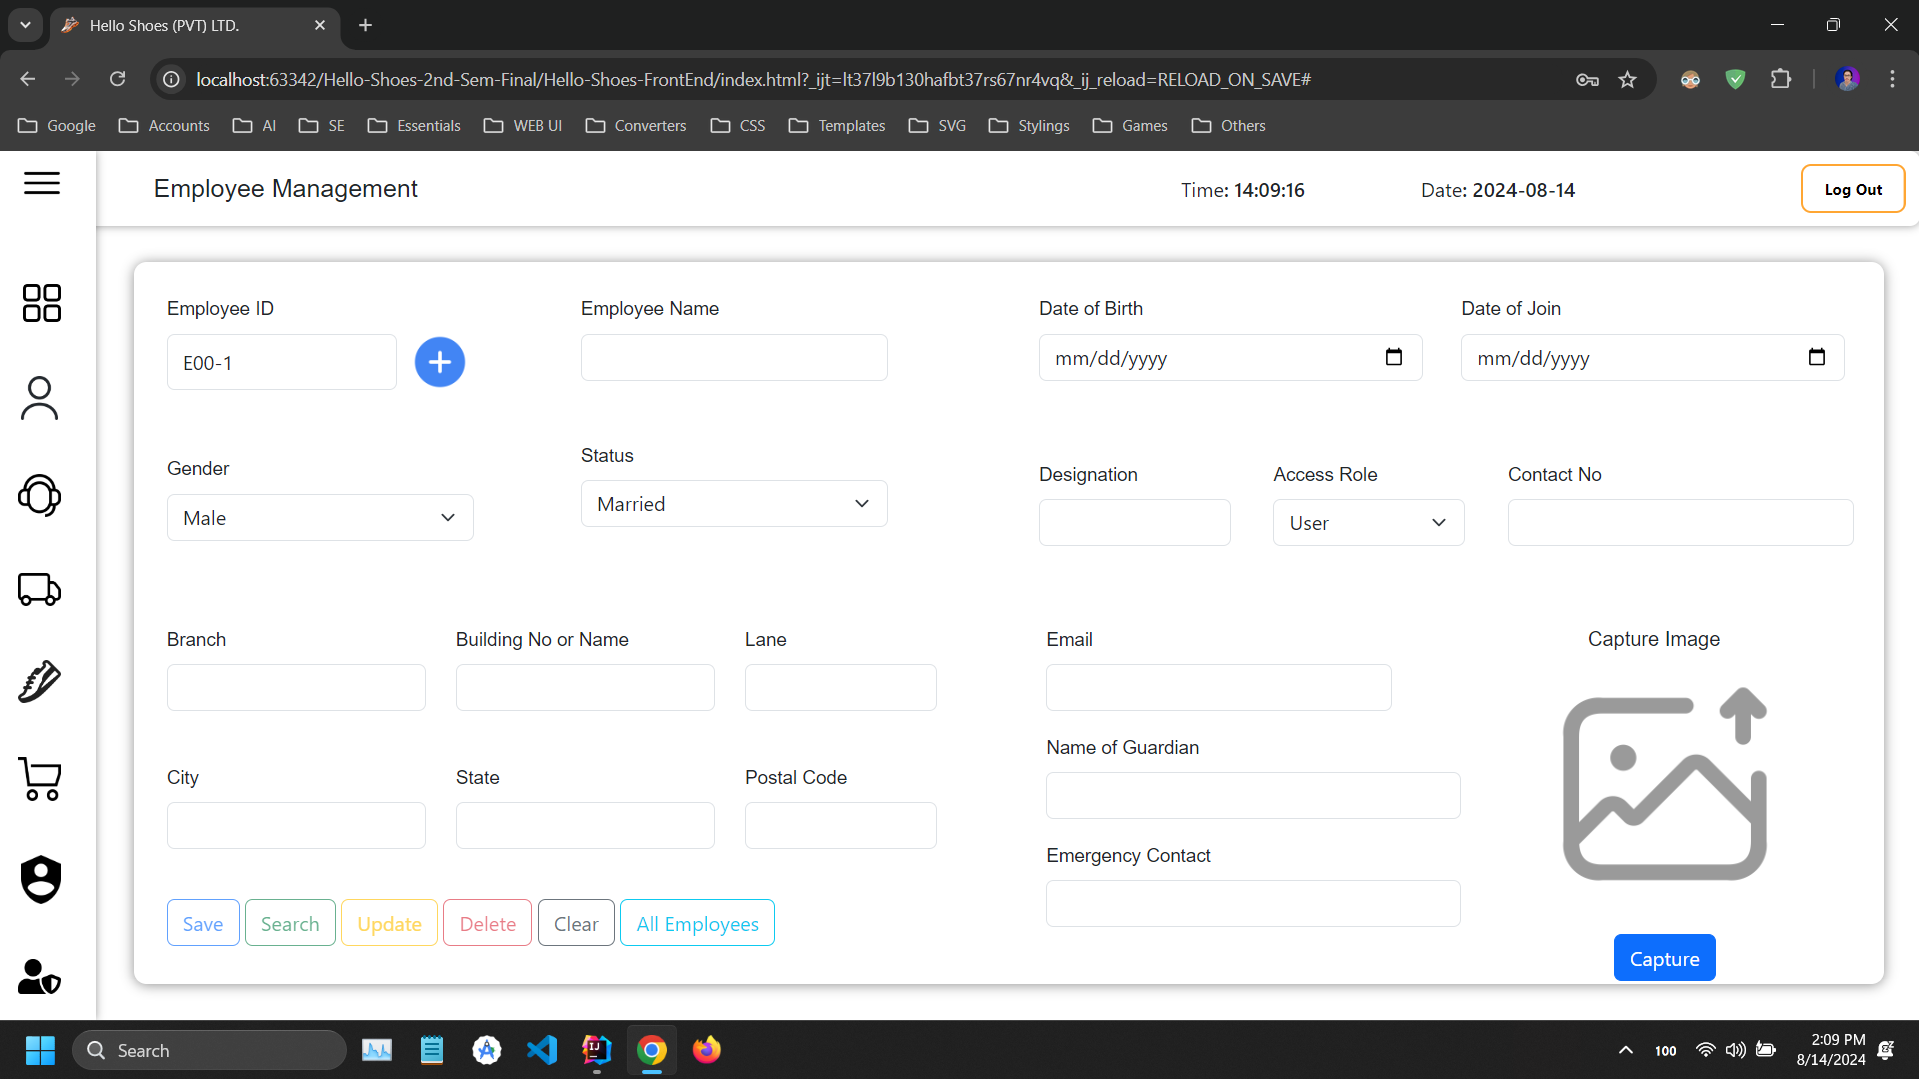 Hello Shoes (PVT) LTD.
localhost:63342/Hello-Shoes-2nd-Sem-Final/Hello-Shoes-FrontEnd/index.html?_ijt=lt37l9b130hafbt37rs67nr4vq&_ij_reload=RELOAD_ON_SAVE#
Google Accounts AI SE Essentials WEB UI Converters CSS Templates SVG Stylings Games Others
Employee Management Time: 14:09:16 Date: 2024-08-14 Log Out
Employee ID Employee Name Date of Birth Date of Join
E00-1 mm/dd/yyyy mm/dd/yyyy
Gender Status Designation Access Role Contact No
Male Married User
Branch Building No or Name Lane Email Capture Image
Name of Guardian
City State Postal Code
Emergency Contact
Save Search Update Delete Clear All Employees
Capture
Search IJ 100 2:09 PM
8/14/2024